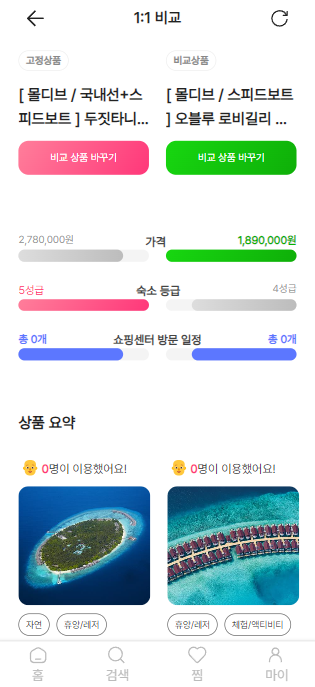 1:1 비교
고정상품
비교상품
[ 몰디브 / 국내선+스
피드보트 ] 두짓타니...
[ 몰디브 / 스피드보트
] 오블루 로비길리 ...
비교 상품 바꾸기
비교 상품 바꾸기
2,780,000원
가격
1,890,000원
5성급
숙소 등급
4성급
총 0개
쇼핑센터 방문 일정
총 0개
상품 요약
0명이 이용했어요!
0명이 이용했어요!
자연
휴양/레저
휴양/레저
체험/액티비티
홈
검색
찜
마이